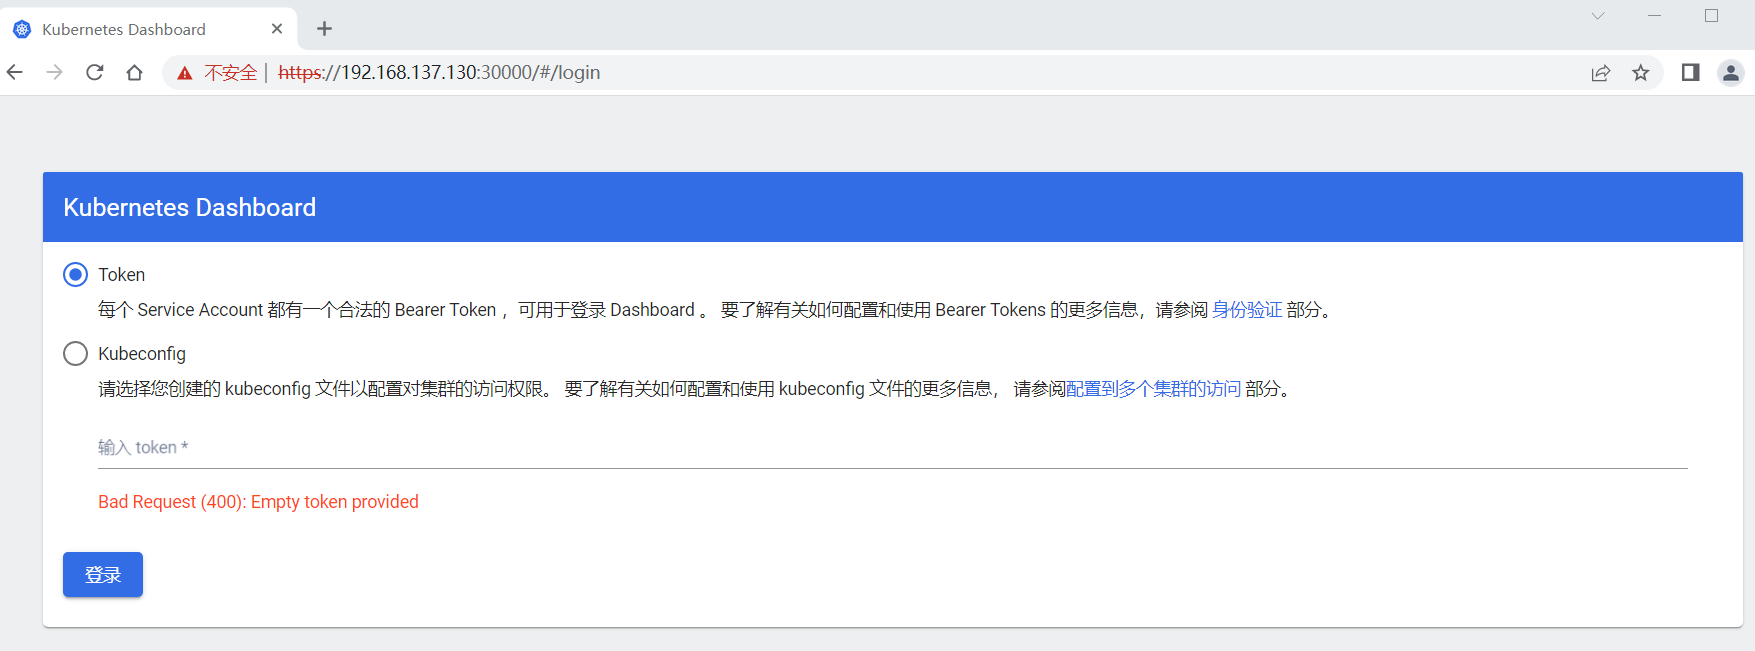 Kubernetes Dashboard
不安全 | https://192.168.137.130:30000/#/login
Kubernetes Dashboard
Token
每个 Service Account 都有一个合法的 Bearer Token ，可用于登录 Dashboard 。 要了解有关如何配置和使用 Bearer Tokens 的更多信息，请参阅 身份验证 部分。
Kubeconfig
请选择您创建的 kubeconfig 文件以配置对集群的访问权限。 要了解有关如何配置和使用 kubeconfig 文件的更多信息， 请参阅配置到多个集群的访问 部分。
输入 token *
Bad Request (400): Empty token provided
登录